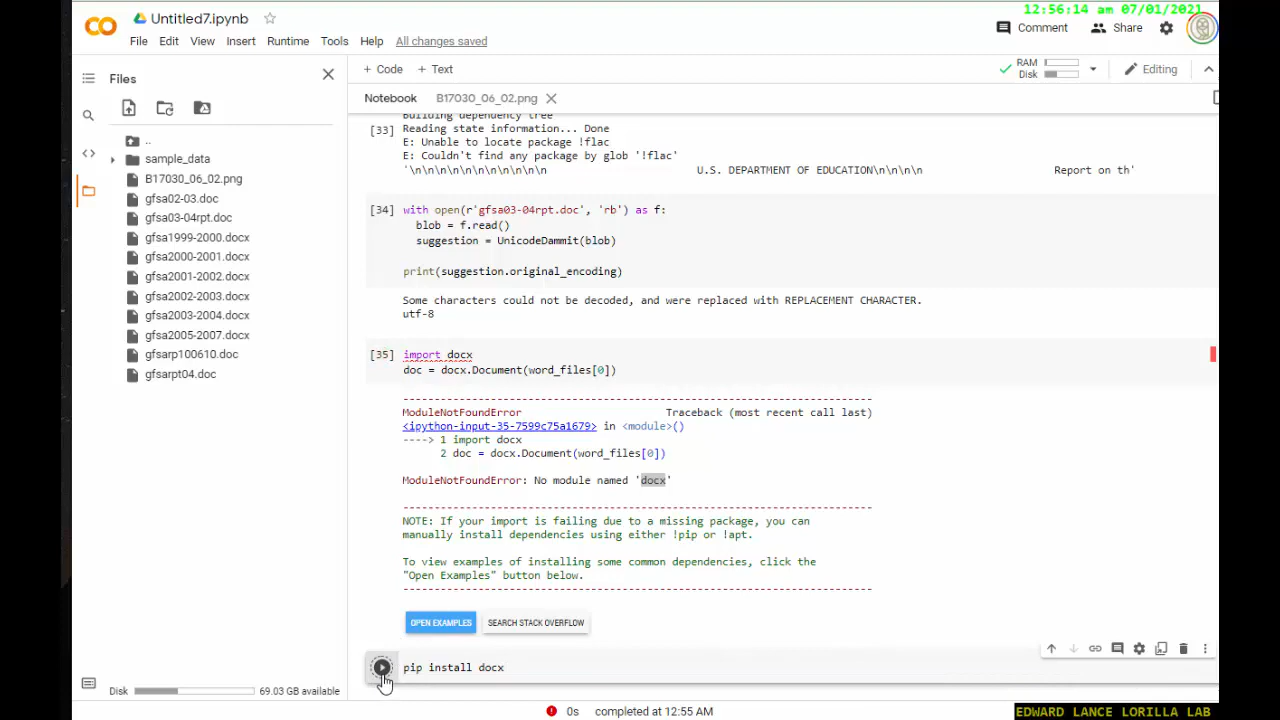 12:56:14 am 07/01/2021
CO
Untitled7.ipynb
File Edit View Insert Runtime Tools Help All changes saved
Comment Share
Files
+ Code + Text
RAM
Disk
Editing
Notebook B17030_06_02.png
..
sample_data
B17030_06_02.png
gfsa02-03.doc
gfsa03-04rpt.doc
gfsa1999-2000.docx
gfsa2000-2001.docx
gfsa2001-2002.docx
gfsa2002-2003.docx
gfsa2003-2004.docx
gfsa2005-2007.docx
gfsarp100610.doc
gfsarpt04.doc
Disk 69.03 GB available
Building dependency tree
[33] Reading state information... Done
E: Unable to locate package !flac
E: Couldn't find any package by glob '!flac'
'\n\n\n\n\n\n\n\n\n\n\n U.S. DEPARTMENT OF EDUCATION\n\n\n\n Report on th'
[34] with open(r'gfsa03-04rpt.doc', 'rb') as f:
blob = f.read()
suggestion = UnicodeDammit(blob)
print(suggestion.original_encoding)
Some characters could not be decoded, and were replaced with REPLACEMENT CHARACTER.
utf-8
[35] import docx
doc = docx.Document(word_files[0])
---------------------------------------------------------------------------
ModuleNotFoundError Traceback (most recent call last)
<ipython-input-35-7599c75a1679> in <module>()
----> 1 import docx
2 doc = docx.Document(word_files[0])
ModuleNotFoundError: No module named 'docx'
---------------------------------------------------------------------------
NOTE: If your import is failing due to a missing package, you can
manually install dependencies using either !pip or !apt.
To view examples of installing some common dependencies, click the
"Open Examples" button below.
---------------------------------------------------------------------------
OPEN EXAMPLES SEARCH STACK OVERFLOW
pip install docx
0s completed at 12:55 AM
EDWARD LANCE LORILLA LAB